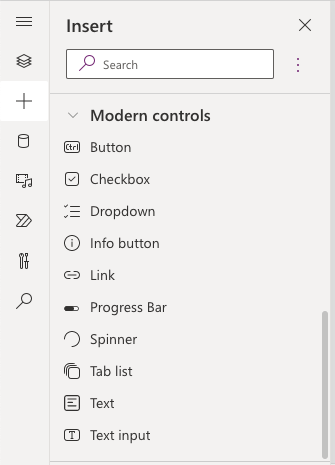 Insert
Search
Modern controls
Ctrl
Button
Checkbox
Dropdown
Info button
Link
Progress Bar
Spinner
Tab list
Text
Text input